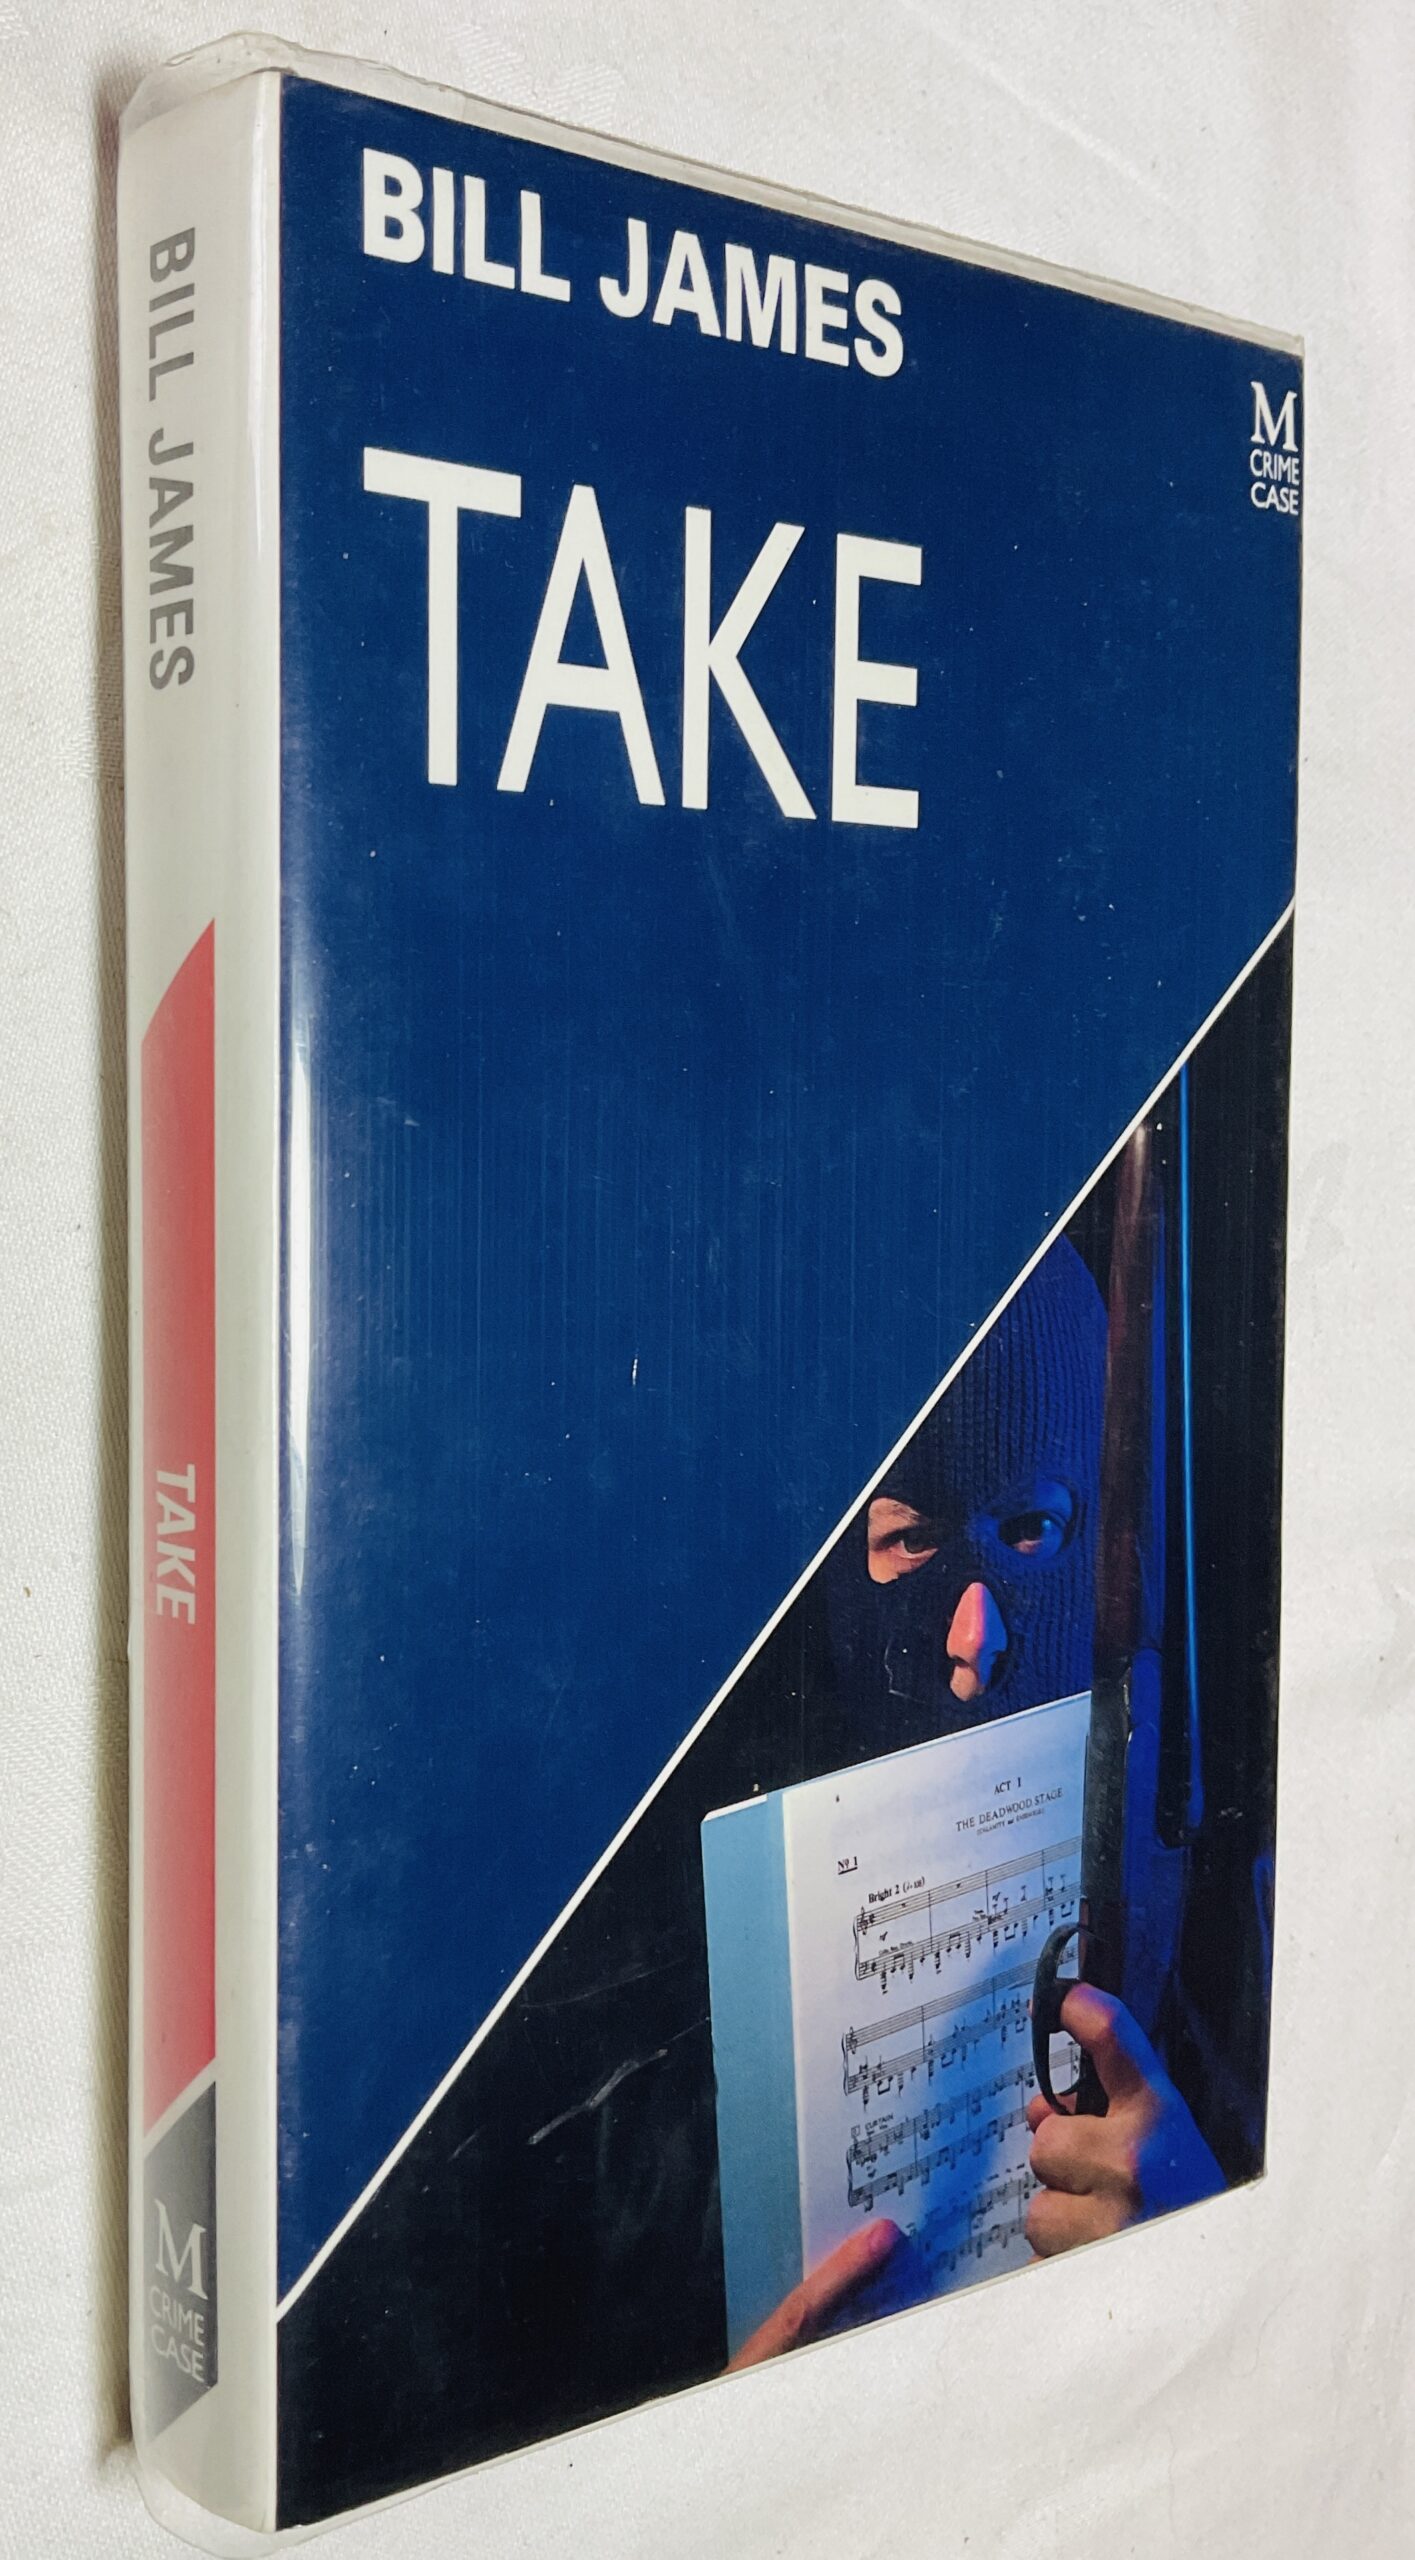 BILL JAMES
TAKE
M
CRIME
CASE
ACT I
THE DEADWOOD STAGE
Nº 1
Bright 2
CURTAIN
BILL JAMES
TAKE
M
CRIME
CASE